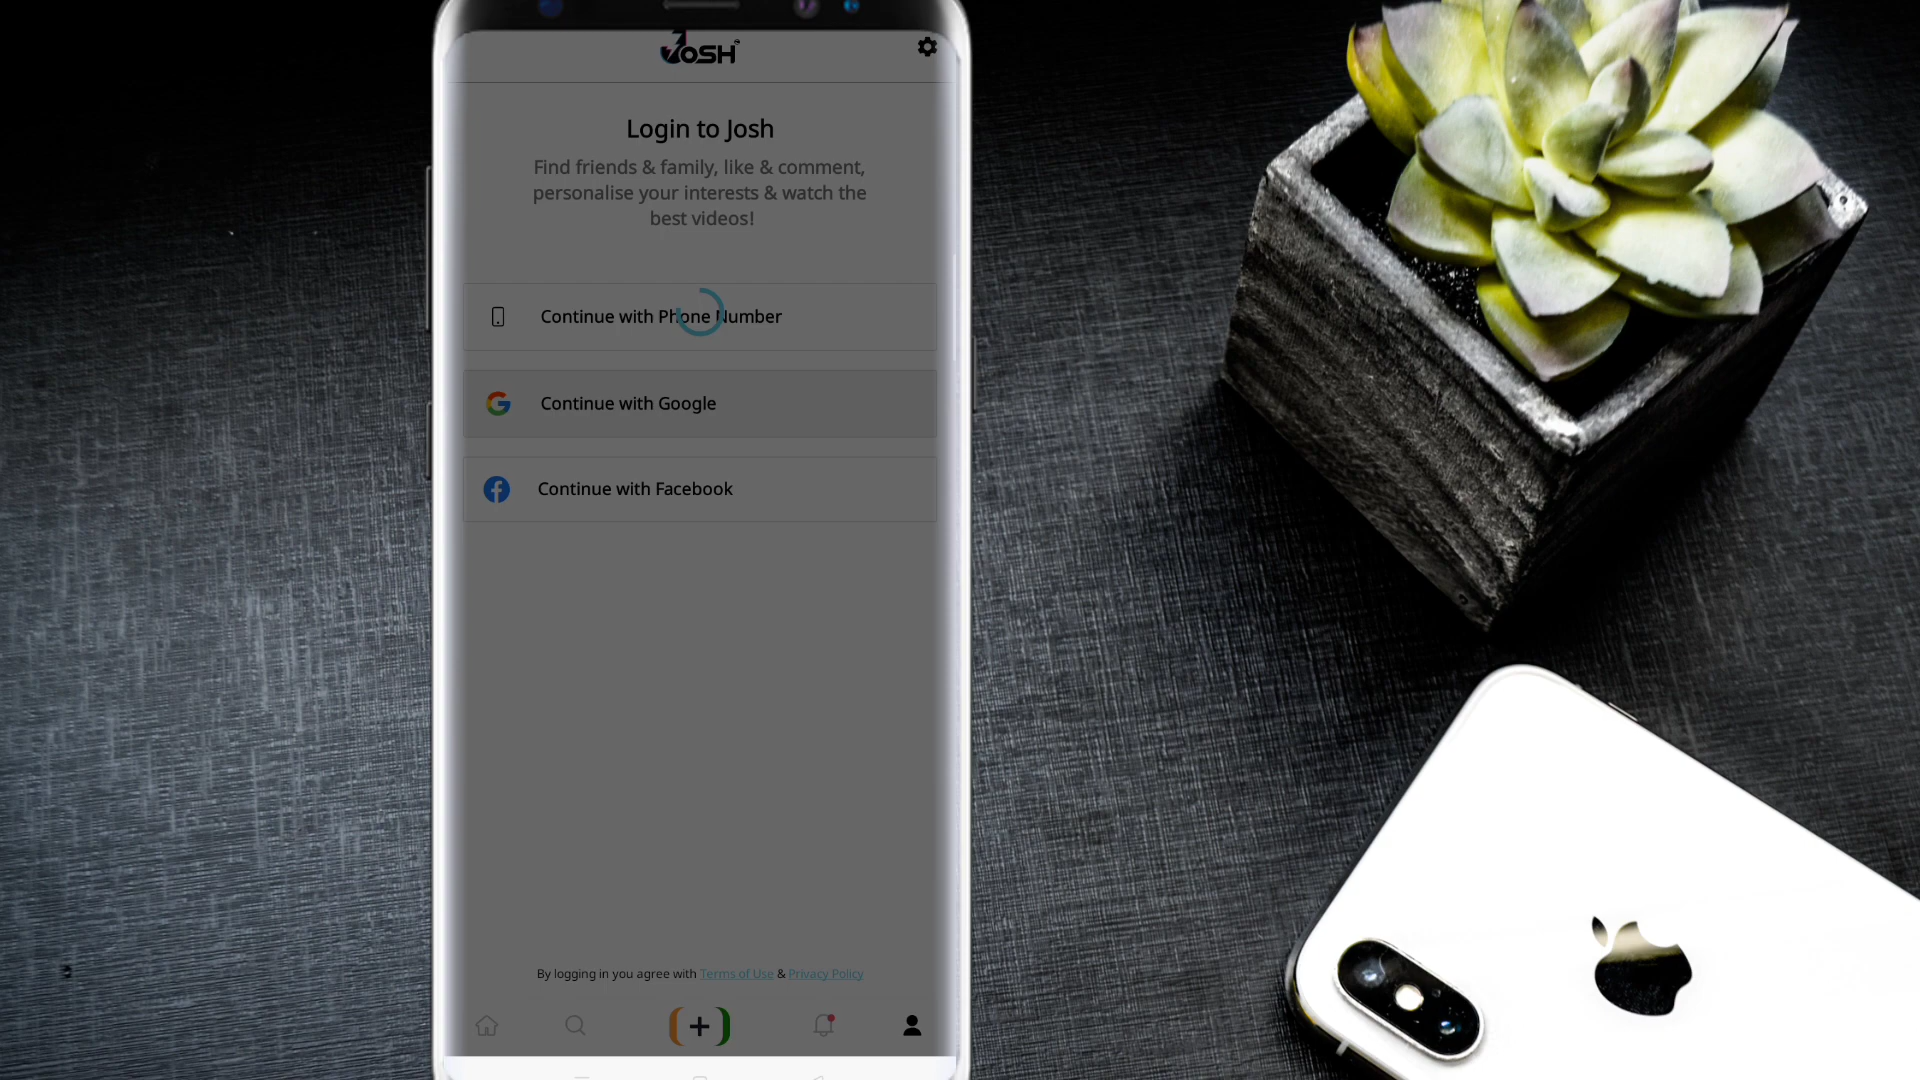 JOSH
Login to Josh
Find friends & family, like & comment,
personalise your interests & watch the
best videos!
Continue with Phone Number
Continue with Google
Continue with Facebook
By logging in you agree with Terms of Use & Privacy Policy